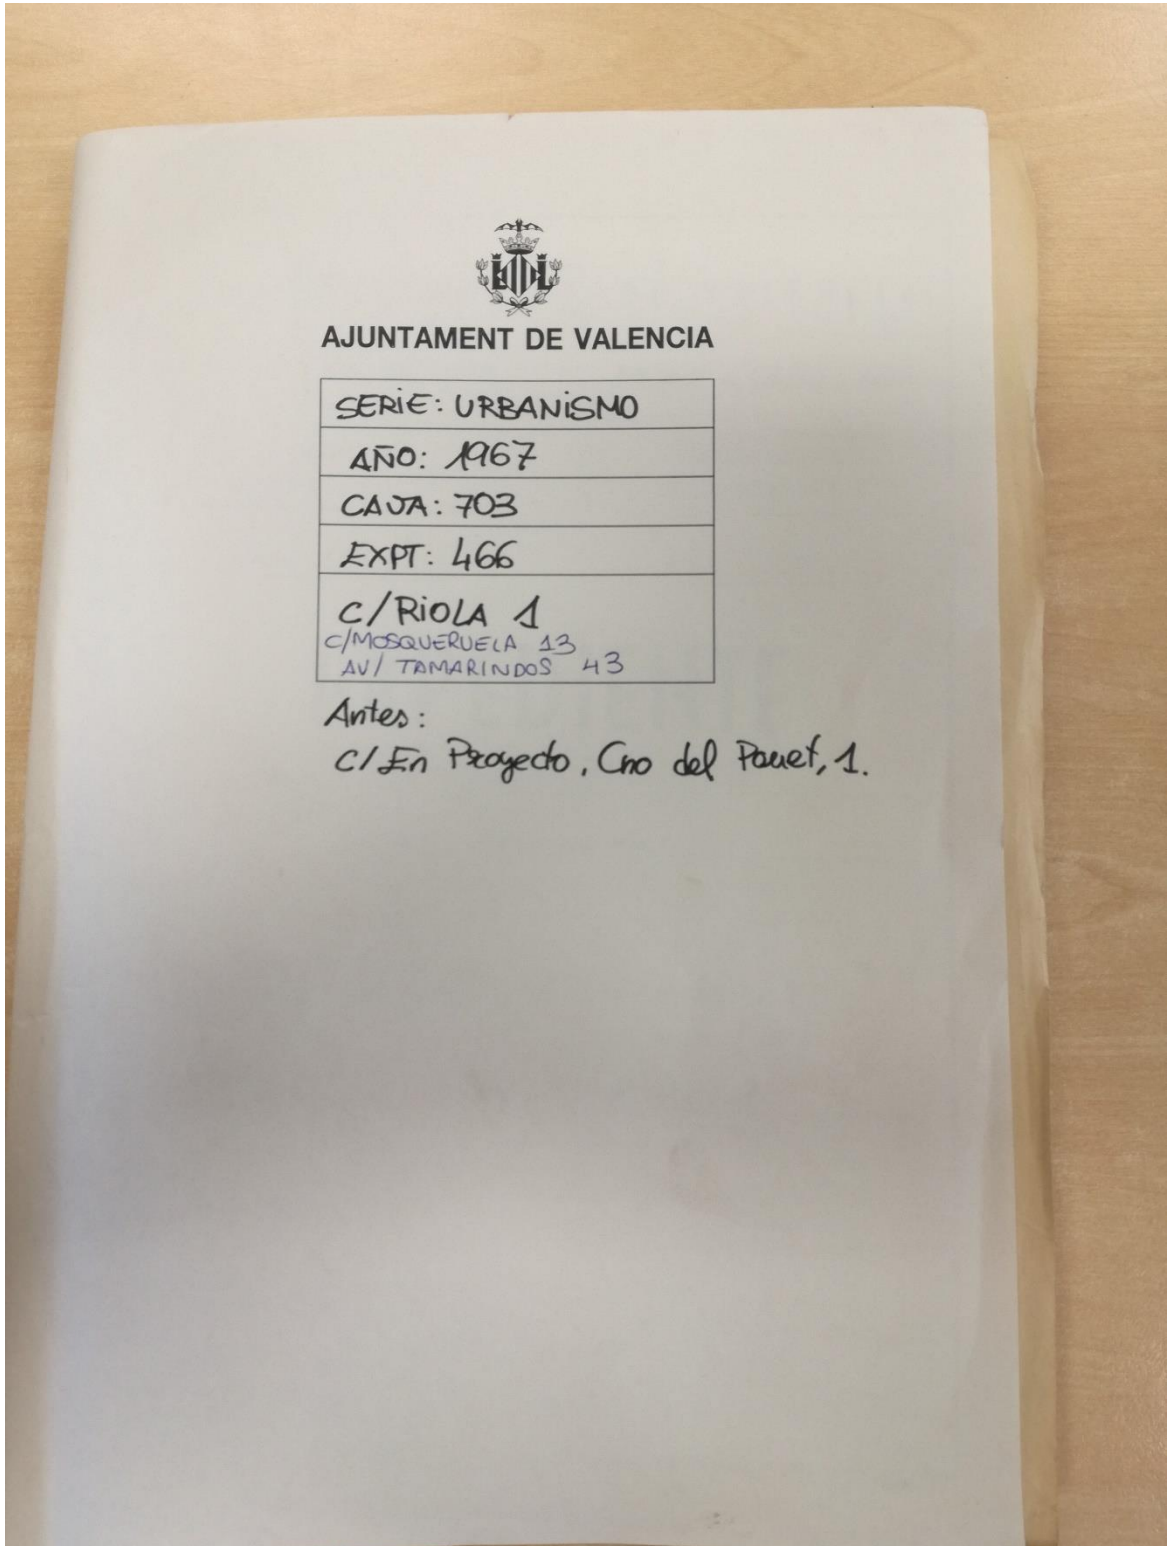 AJUNTAMENT DE VALENCIA
SERIE: URBANISMO
AÑO: 1967
CAJA: 703
EXPT: 466
C/RIOLA 1
C/MOSQUERUELA 13
AV/ TAMARINDOS 43
Antes:
C/En Proyecto, Cno del Pouet, 1.